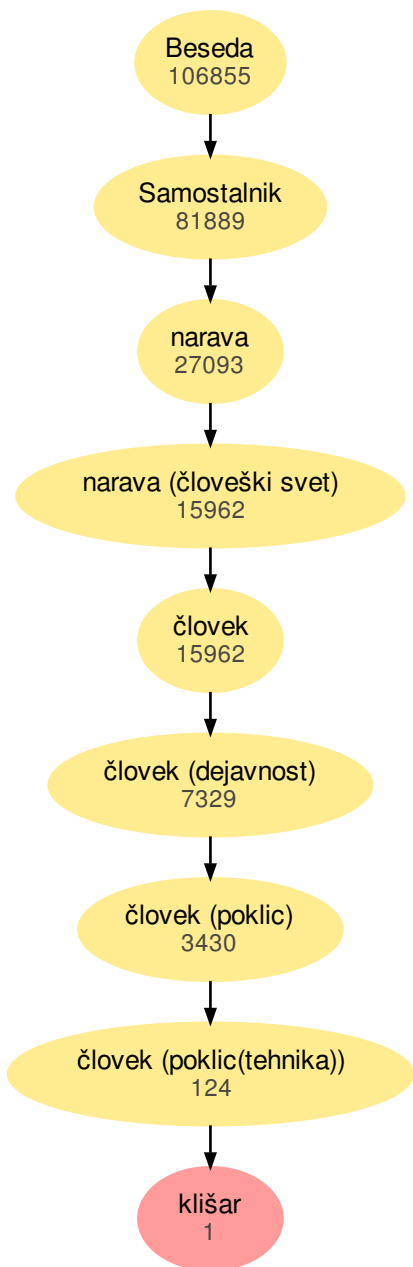 Beseda
106855
Samostalnik
81889
narava
27093
narava (človeški svet)
15962
človek
15962
človek (dejavnost)
7329
človek (poklic)
3430
človek (poklic(tehnika))
124
klišar
1